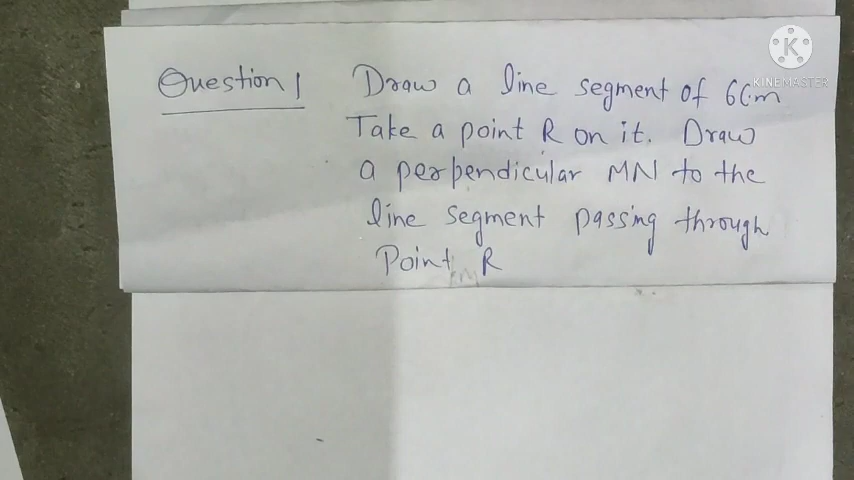 K
KINEMASTER
Question 1 Draw a line segment of 6Cm
Take a point R on it. Draw
a perpendicular MN to the
line segment passing through
Point R